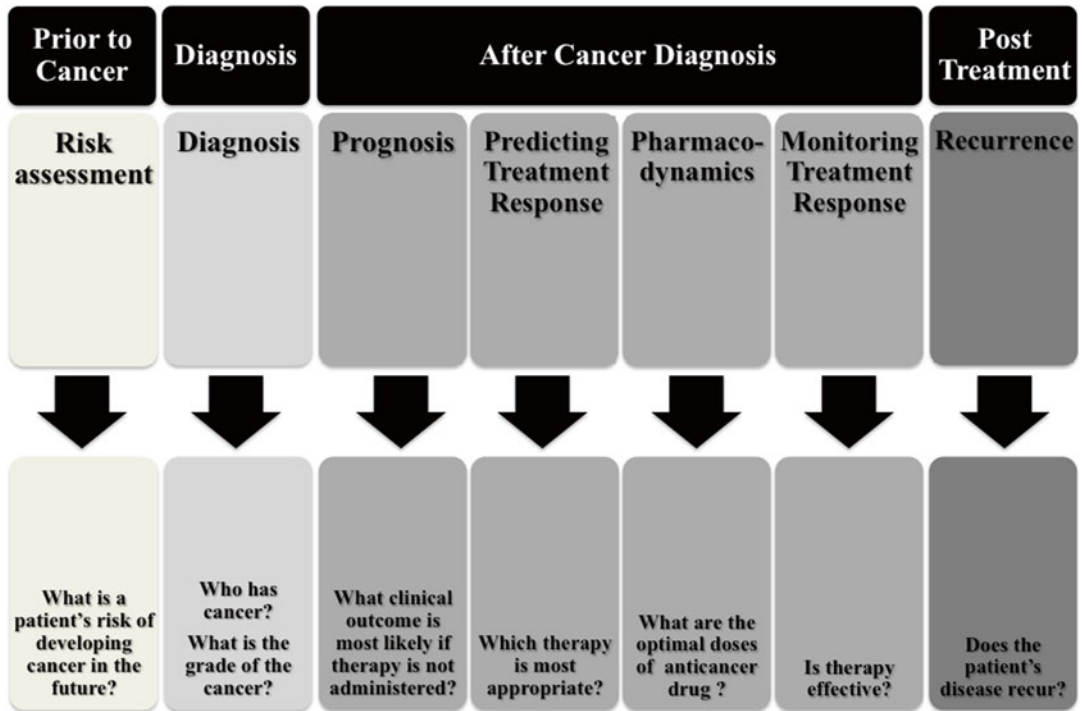 Prior to
Cancer
Diagnosis
After Cancer Diagnosis
Post
Treatment
Risk
assessment
Diagnosis
Prognosis
Predicting
Treatment
Response
Pharmaco-
dynamics
Monitoring
Treatment
Response
Recurrence
What is a
patient's risk of
developing
cancer in the
future?
Who has
cancer?
What is the
grade of the
cancer?
What clinical
outcome is
most likely if
therapy is not
administered?
Which therapy
is most
appropriate?
What are the
optimal doses
of anticancer
drug ?
Is therapy
effective?
Does the
patient's
disease recur?